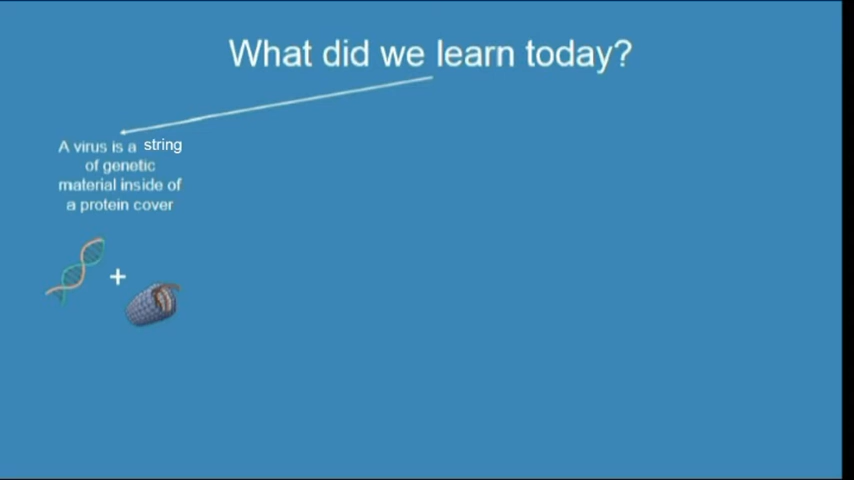 What did we learn today?
A virus is a string
of genetic
material inside of
a protein cover
+